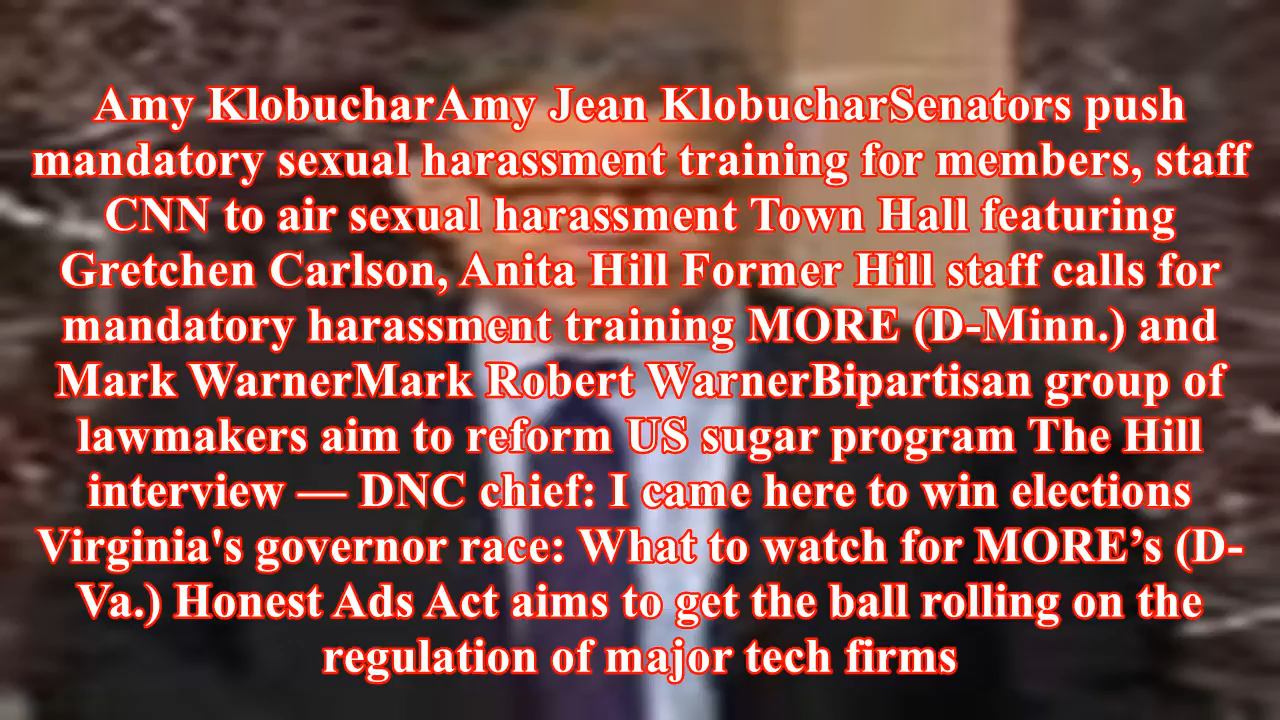 Amy KlobucharAmy Jean KlobucharSenators push
mandatory sexual harassment training for members, staff
CNN to air sexual harassment Town Hall featuring
Gretchen Carlson, Anita Hill Former Hill staff calls for
mandatory harassment training MORE (D-Minn.) and
Mark WarnerMark Robert WarnerBipartisan group of
lawmakers aim to reform US sugar program The Hill
interview — DNC chief: I came here to win elections
Virginia's governor race: What to watch for MORE’s (D-
Va.) Honest Ads Act aims to get the ball rolling on the
regulation of major tech firms